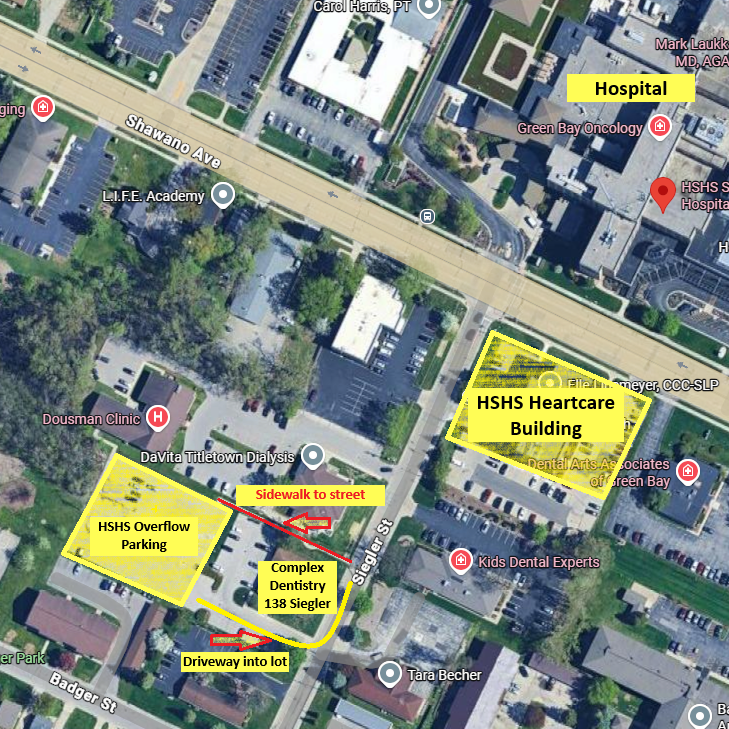 Carol Harris, PT
Mark Laukk
MD, AGA
Hospital
Green Bay Oncology
ging
Shawano Ave
L.I.F.E. Academy
HSHS S
Hospita
H
CCC-SLP
HSHS Heartcare
Building
Dousman Clinic
H
DaVita Titletown Dialysis
Dental Arts Associates
of Green Bay
Sidewalk to street
HSHS Overflow
Parking
Siegler St
Complex
Dentistry
138 Siegler
Kids Dental Experts
Driveway into lot
er Park
Tara Becher
Badger St
Ba
A